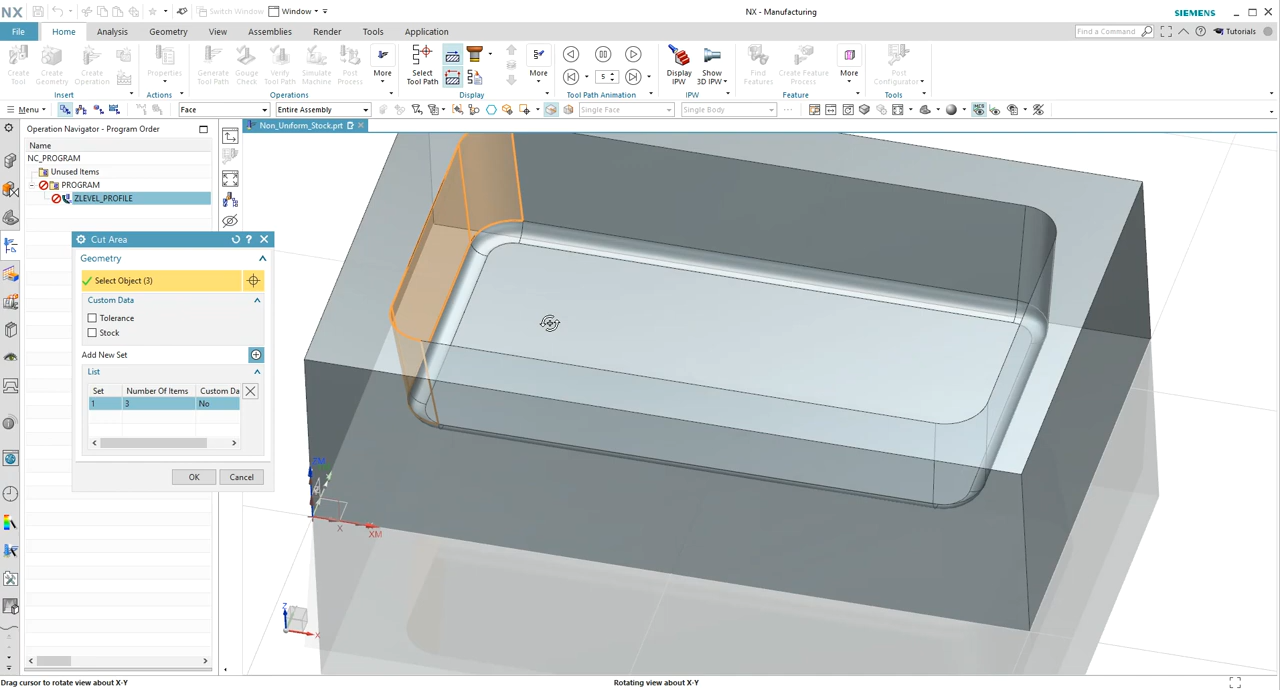 NX
Switch Window
Window
NX - Manufacturing
SIEMENS
File
Home
Analysis
Geometry
View
Assemblies
Render
Tools
Application
Find a Command
Tutorials
Create Tool
Create Geometry
Create Operation
Properties
Generate Tool Path
Gouge Check
Verify Tool Path
Simulate Machine
Post Process
More
Select Tool Path
More
5
Display IPW
Show 3D IPW
Find Features
Create Feature Process
More
Post Configurator
Insert
Actions
Operations
Display
Tool Path Animation
IPW
Feature
Tools
Menu
Face
Entire Assembly
Single Face
Single Body
Operation Navigator - Program Order
Non_Uniform_Stock.prt
Name
NC_PROGRAM
Unused Items
PROGRAM
ZLEVEL_PROFILE
Cut Area
Geometry
Select Object (3)
Custom Data
Tolerance
Stock
Add New Set
List
Set
Number Of Items
Custom Da
1
3
No
OK
Cancel
ZM
X
XM
Z
X
Drag cursor to rotate view about X-Y
Rotating view about X-Y